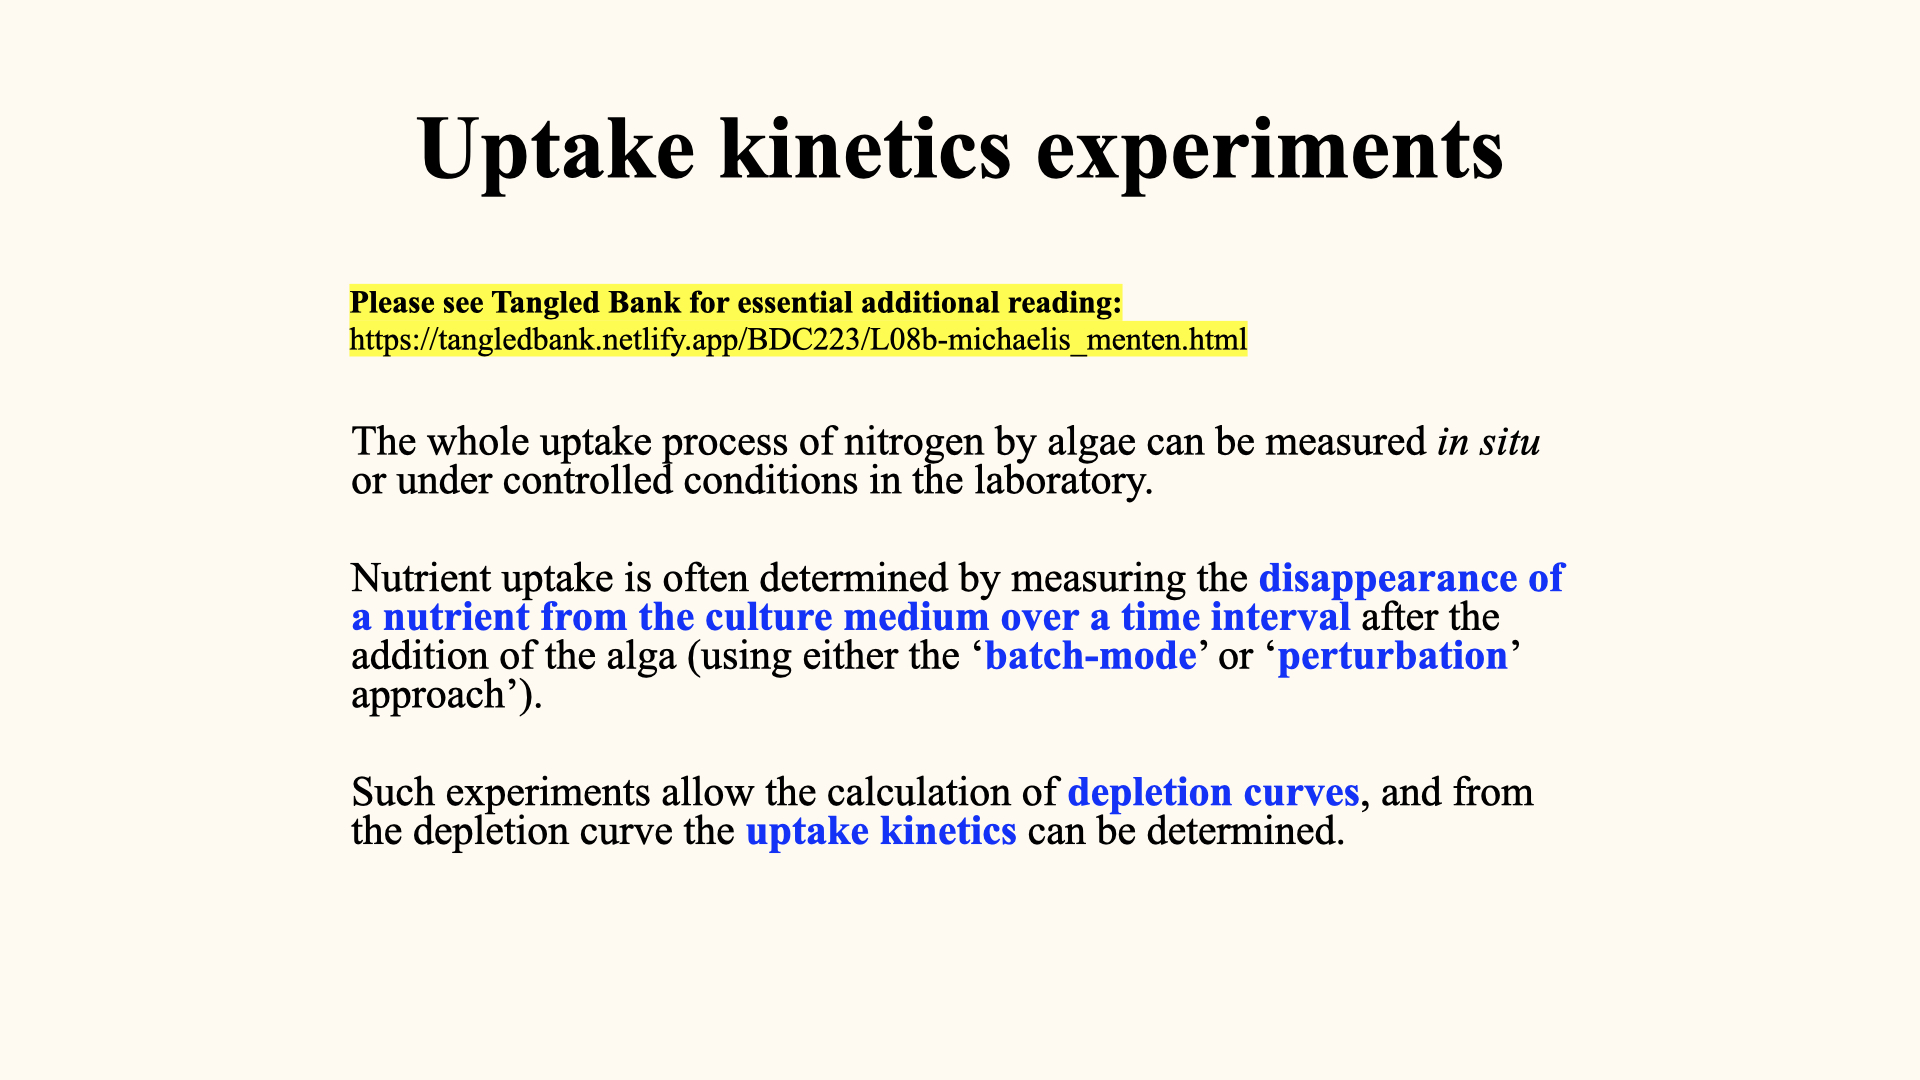 Uptake kinetics experiments
Please see Tangled Bank for essential additional reading:
https://tangledbank.netlify.app/BDC223/L08b-michaelis_menten.html
The whole uptake process of nitrogen by algae can be measured in situ
or under controlled conditions in the laboratory.
Nutrient uptake is often determined by measuring the disappearance of
a nutrient from the culture medium over a time interval after the
addition of the alga (using either the ‘batch-mode’ or ‘perturbation’
approach’).
Such experiments allow the calculation of depletion curves, and from
the depletion curve the uptake kinetics can be determined.